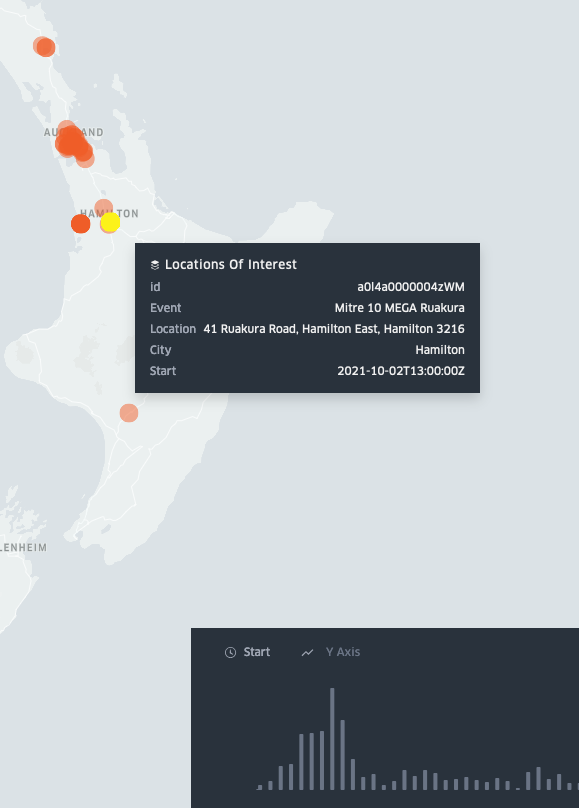 AUCKLAND
HAMILTON
Locations Of Interest
id a0l4a0000004zWM
Event Mitre 10 MEGA Ruakura
Location 41 Ruakura Road, Hamilton East, Hamilton 3216
City Hamilton
Start 2021-10-02T13:00:00Z
LENHEIM
Start Y Axis